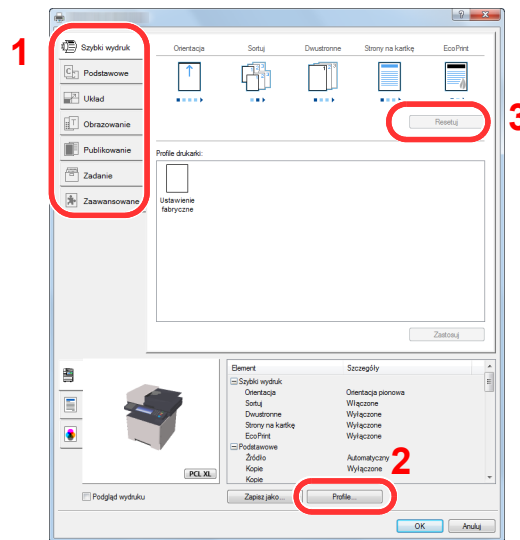 1
Szybki wydruk
Podstawowe
Układ
Obrazowanie
Publikowanie
Zadanie
Zaawansowane
Orientacja Sortuj Dwustronne Strony na kartkę EcoPrint
Resetuj
3
Profile drukarki:
Ustawienie
fabryczne
Zastosuj
PCL XL
Podgląd wydruku
Element Szczegóły
Szybki wydruk
Orientacja Orientacja pionowa
Sortuj Włączone
Dwustronne Wyłączone
Strony na kartkę Wyłączone
EcoPrint Wyłączone
Podstawowe
Źródło Automatyczny
Kopie Wyłączone
Kopie
2
Zapisz jako... Profile...
OK Anuluj